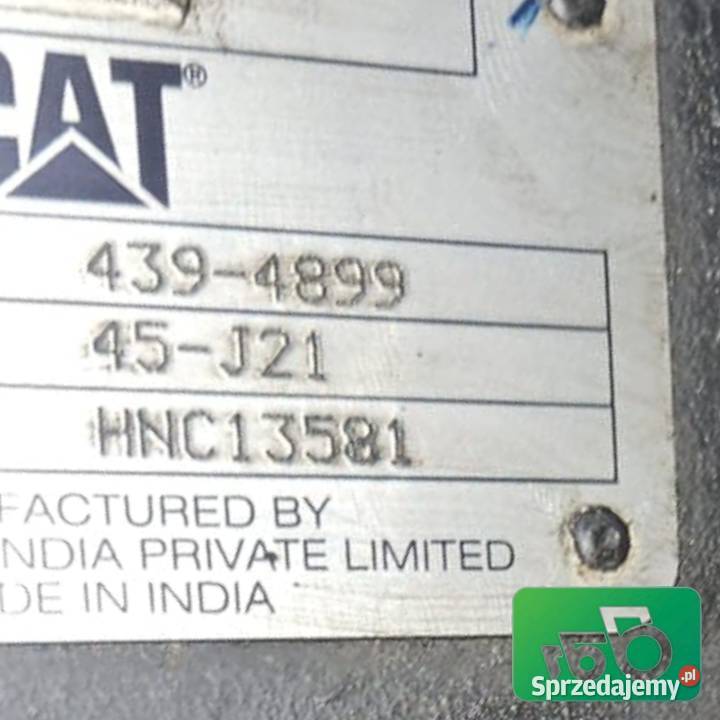 CAT®
439-4899
45-J21
HNC13581
FACTURED BY
NDIA PRIVATE LIMITED
DE IN INDIA
Sprzedajemy.pl